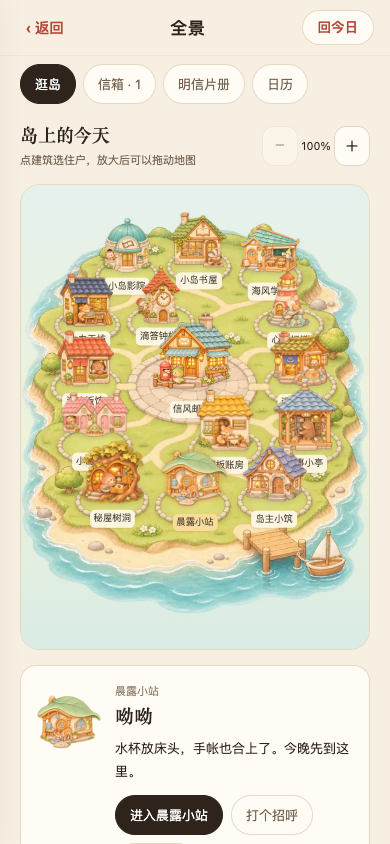 ‹ 返回
全景
回今日
逛岛
信箱 · 1
明信片册
日历
岛上的今天
点建筑选住户，放大后可以拖动地图
− 100% +
小岛影院
小岛书屋
海风学
滴答钟
信风邮
账房
小亭
秘屋树洞
晨露小站
岛主小筑
晨露小站
呦呦
水杯放床头，手帐也合上了。今晚先到这
里。
进入晨露小站
打个招呼